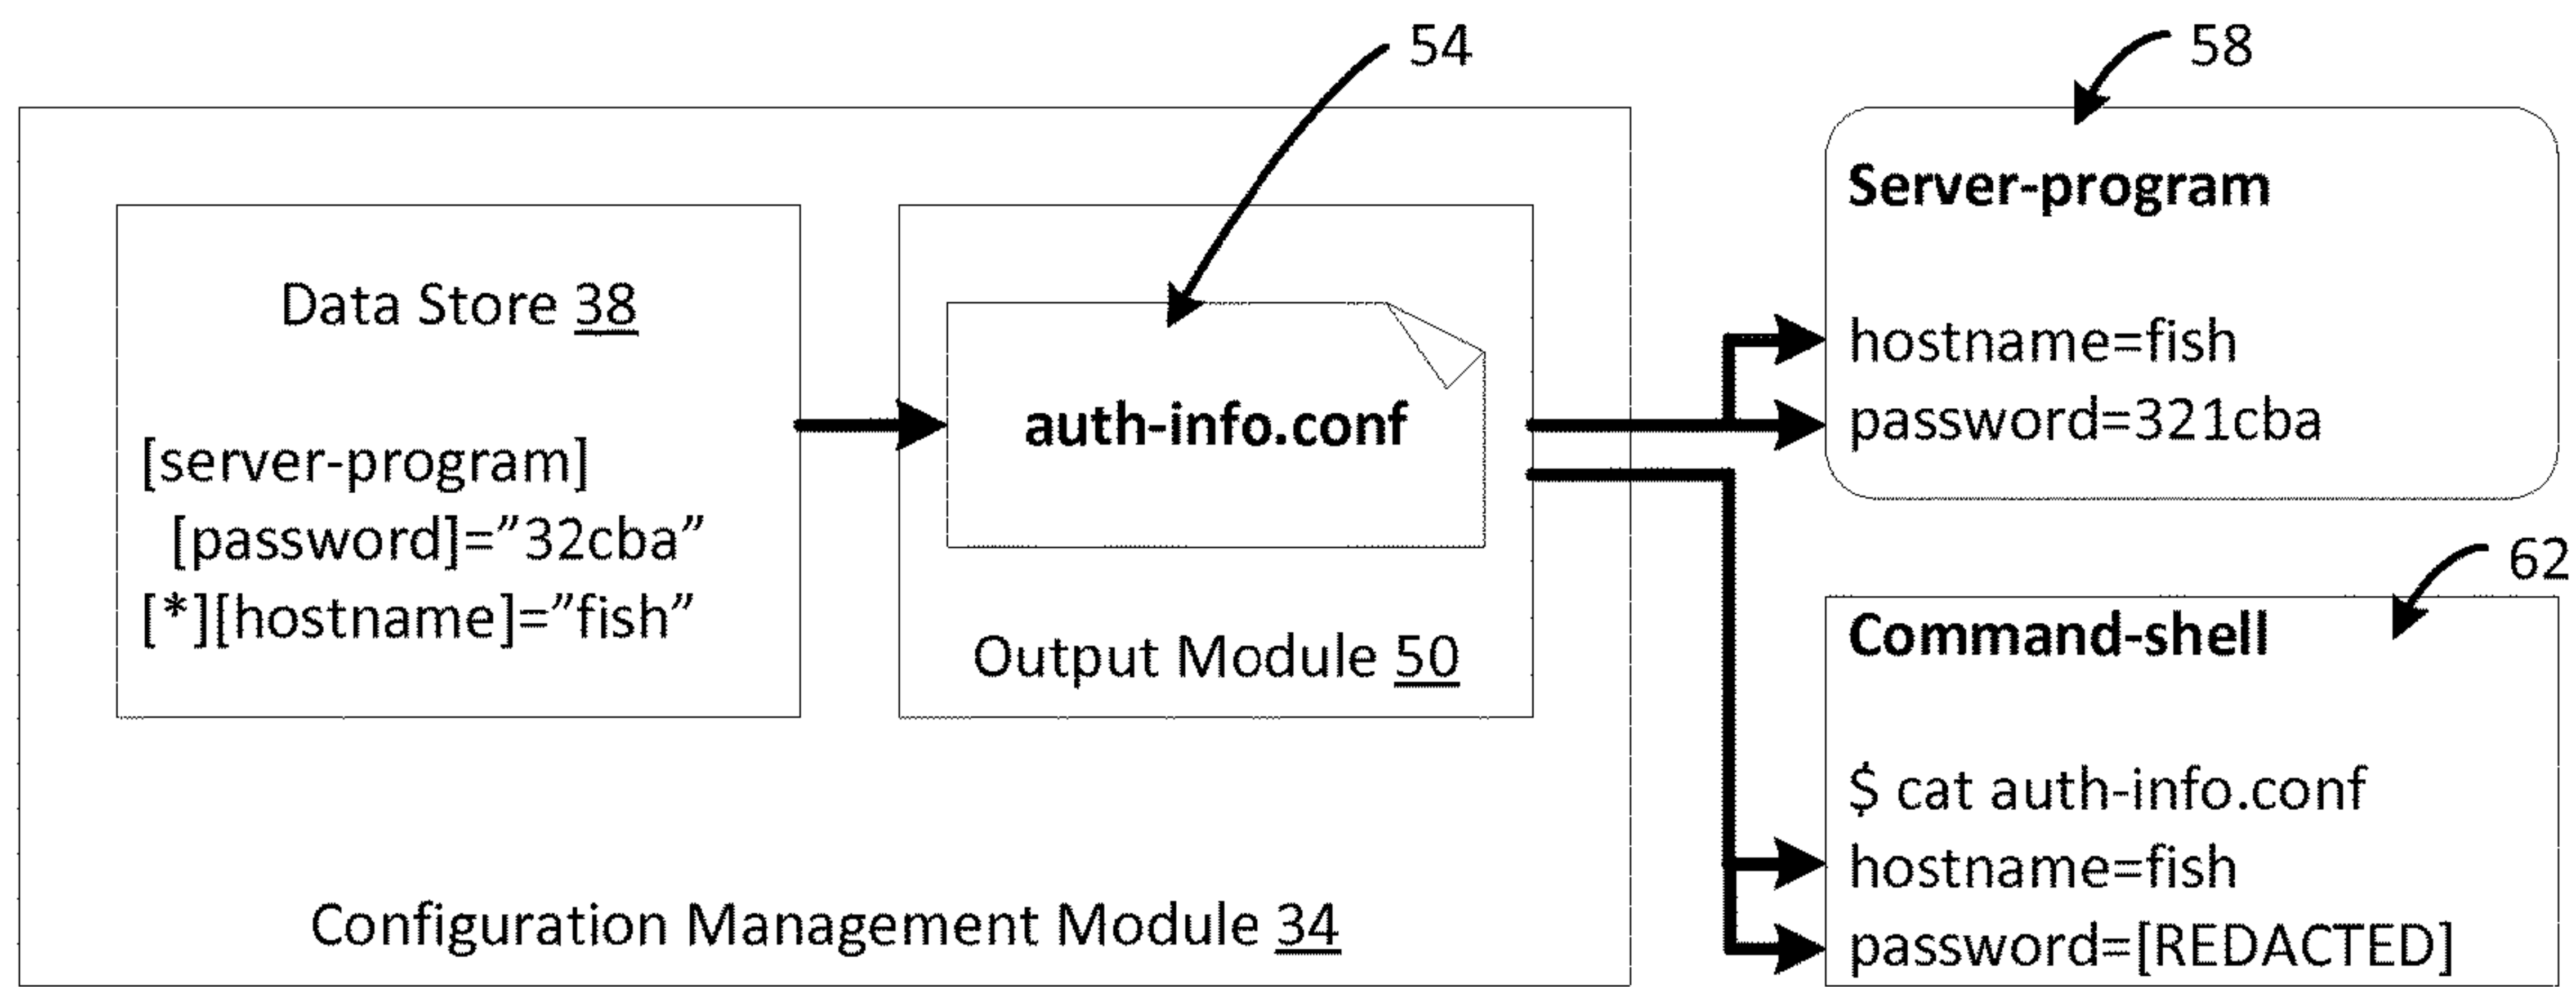 54
58
Data Store 38
[server-program]
[password]=”32cba”
[*][hostname]=”fish”
auth-info.conf
Output Module 50
Configuration Management Module 34
Server-program
hostname=fish
password=321cba
62
Command-shell
$ cat auth-info.conf
hostname=fish
password=[REDACTED]